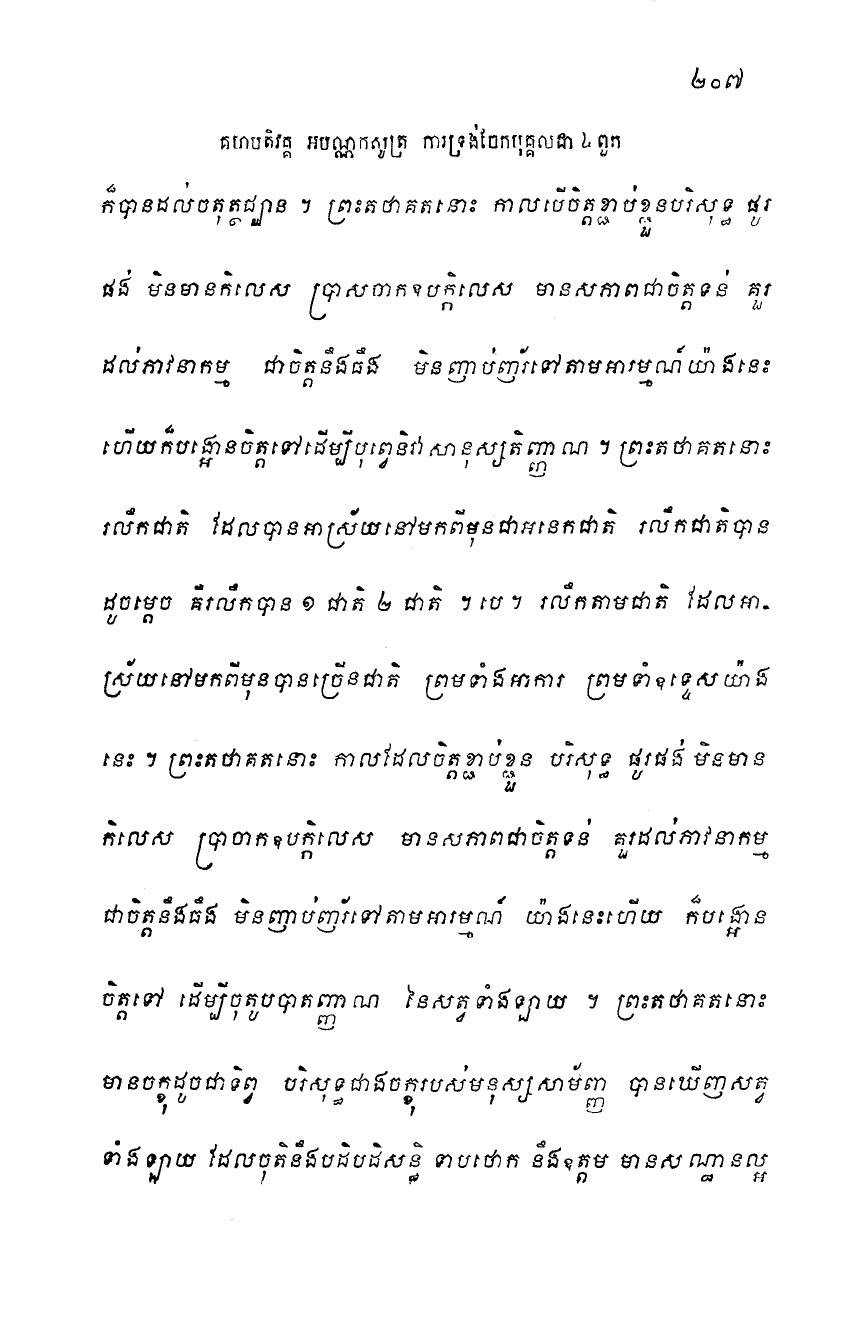 ២០៧
គហបតិវគ្គ អបណ្ណកសូត្រ ការទ្រង់ចែកបុគ្គលជា ៤ ពួក
ក៏បានដល់ចតុត្ថជ្ឈាន ។ ព្រះតថាគតនោះ កាលបើចិត្តខ្ជាប់ខ្ជួនបរិសុទ្ធ ផូរ
ផង់ មិនមានកិលេស ប្រាសចាកឧបក្កិលេស មានសភាពជាចិត្តទន់ គួរ
ដល់ភាវនាកម្ម ជាចិត្តនឹងធឹង មិនញាប់ញ័រទៅតាមអារម្មណ៍យ៉ាងនេះ
ហើយក៏បង្អោនចិត្តទៅដើម្បីបុព្វេនិវាសានុស្សតិញ្ញាណ ។ ព្រះតថាគតនោះ
រលឹកជាតិ ដែលបានអាស្រ័យនៅមកពីមុនជាអនេកជាតិ រលឹកជាតិបាន
ដូចម្តេច គឺរលឹកបាន ១ ជាតិ ២ ជាតិ ។ បេ ។ រលឹកតាមជាតិ ដែលអា-
ស្រ័យនៅមកពីមុនបានច្រើនជាតិ ព្រមទាំងអាការ ព្រមទាំឧទ្ទេសយ៉ាង
នេះ ។ ព្រះតថាគតនោះ កាលដែលចិត្តខ្ជាប់ខ្ជួន បរិសុទ្ធ ផូរផង់ មិនមាន
កិលេស ប្រាចាកឧបក្កិលេស មានសភាពជាចិត្តទន់ គួរដល់ភាវនាកម្ម
ជាចិត្តនឹងធឹង មិនញាប់ញ័រទៅតាមអារម្មណ៍ យ៉ាងនេះហើយ ក៏បង្អោន
ចិត្តទៅ ដើម្បីចុតូបបាតញ្ញាណ នៃសត្វទាំងឡាយ ។ ព្រះតថាគតនោះ
មានចក្ខុដូចជាទិព្វ បរិសុទ្ធជាងចក្ខុរបស់មនុស្សសាម័ញ្ញ បានឃើញសត្វ
ទាំងឡាយ ដែលចុតិនឹងបដិបដិសន្ធិ ទាបថោក នឹងឧត្តម មានសណ្ឋានល្អ